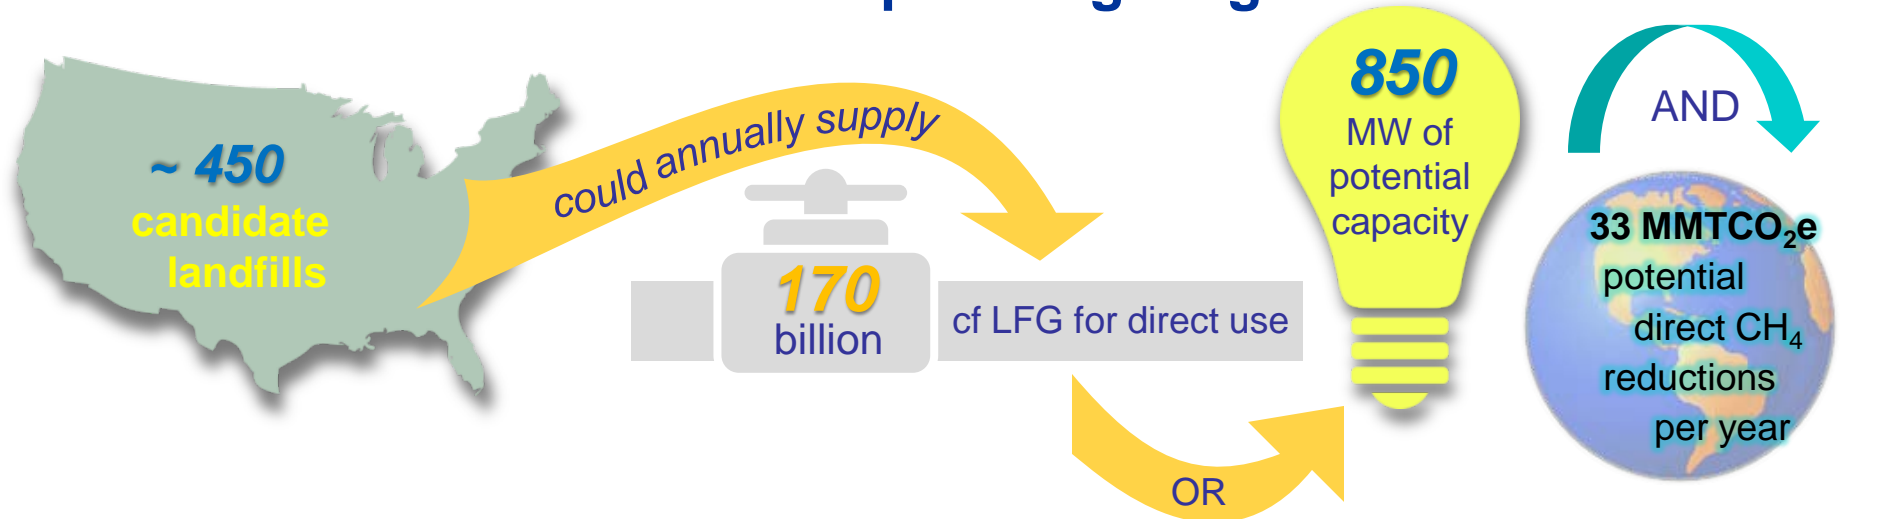 ~ 450
candidate
landfills
could annually supply
170
billion
cf LFG for direct use
OR
850
MW of
potential
capacity
AND
33 MMTCO₂e
potential
direct CH₄
reductions
per year